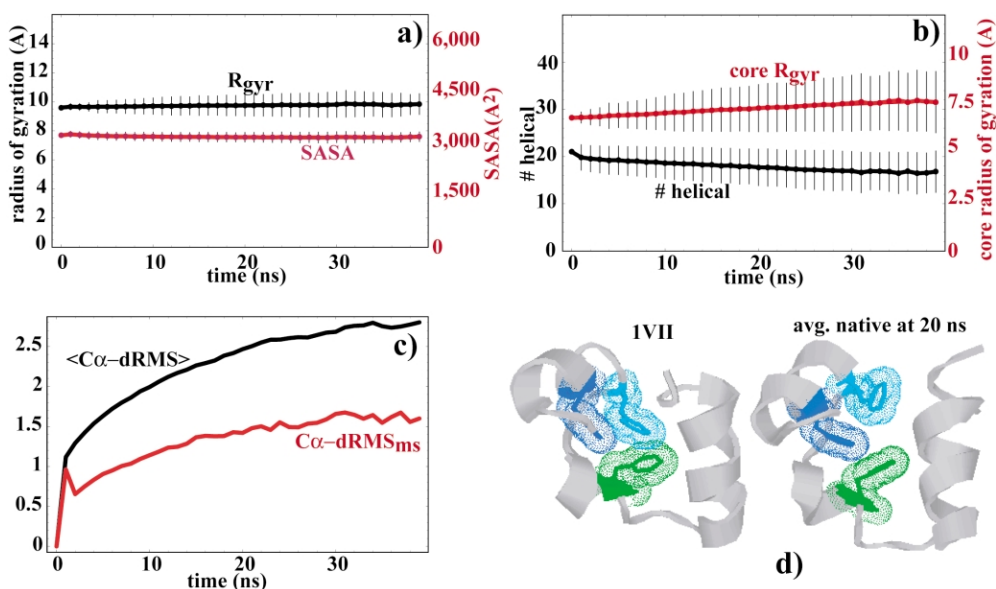 a)
radius of gyration (A)
14
12
10
8
6
4
2
0
Rgyr
SASA
6,000
4,500
3,000
1,500
0
SASA(A²)
0 10 20 30
time (ns)
b)
# helical
40
30
20
10
0
core Rgyr
# helical
10
7.5
5
2.5
0
core radius of gyration (A)
0 10 20 30
time (ns)
c)
2.5
2
1.5
1
0.5
0
<Cα–dRMS>
Cα–dRMSms
0 10 20 30
time (ns)
1VII
avg. native at 20 ns
d)